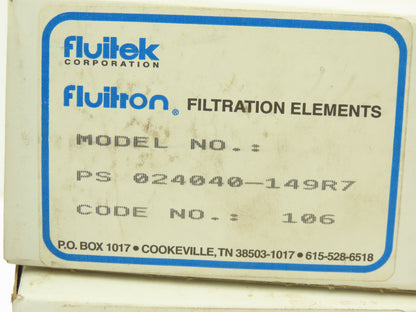 fluitek
CORPORATION
fluitron® FILTRATION ELEMENTS
MODEL NO.:
PS 024040-149R7
CODE NO.: 106
P.O. BOX 1017 • COOKEVILLE, TN 38503-1017 • 615-528-6518